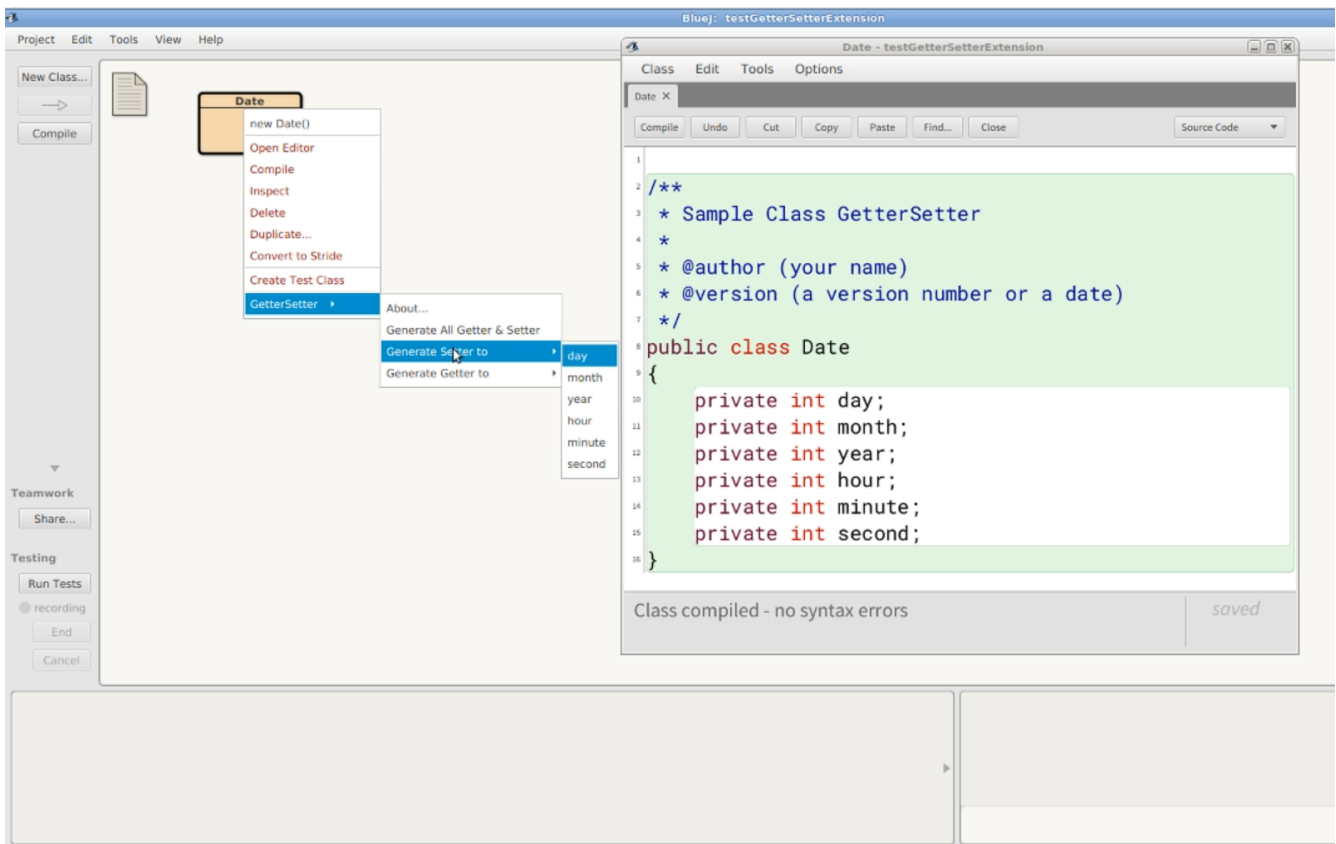 BlueJ: testGetterSetterExtension
Project Edit Tools View Help
New Class...
Compile
Date
new Date()
Open Editor
Compile
Inspect
Delete
Duplicate...
Convert to Stride
Create Test Class
GetterSetter
About...
Generate All Getter & Setter
Generate Setter to
Generate Getter to
day
month
year
hour
minute
second
Teamwork
Share...
Testing
Run Tests
recording
End
Cancel
Date - testGetterSetterExtension
Class Edit Tools Options
Date
Compile Undo Cut Copy Paste Find... Close Source Code
1
2 /**
3 * Sample Class GetterSetter
4 *
5 * @author (your name)
6 * @version (a version number or a date)
7 */
8 public class Date
9 {
10 private int day;
11 private int month;
12 private int year;
13 private int hour;
14 private int minute;
15 private int second;
16 }
Class compiled - no syntax errors
saved